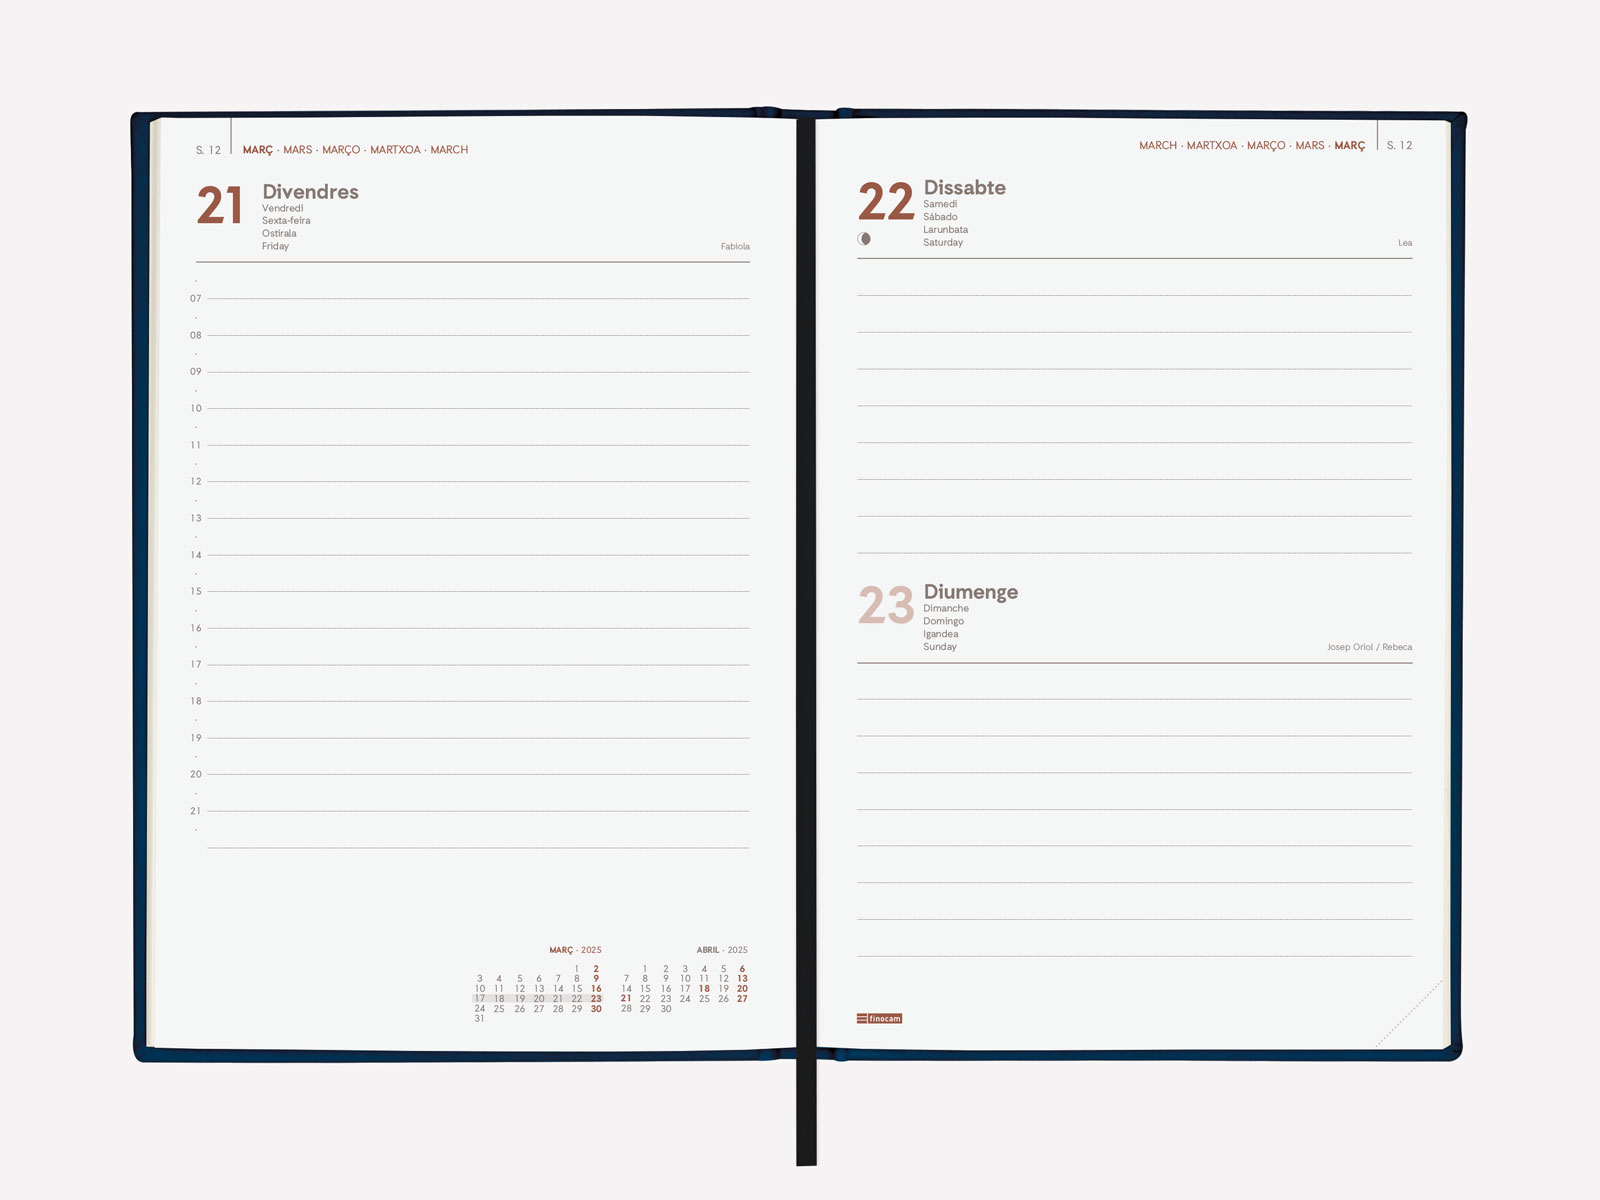 S. 12 MARÇ · MARS · MARÇO · MARTXOA · MARCH
21 Divendres
Vendredi
Sexta-feira
Ostirala
Friday
Fabiola
07
08
09
10
11
12
13
14
15
16
17
18
19
20
21
MARÇ · 2025
1 2
3 4 5 6 7 8 9
10 11 12 13 14 15 16
17 18 19 20 21 22 23
24 25 26 27 28 29 30
31
ABRIL · 2025
1 2 3 4 5 6
7 8 9 10 11 12 13
14 15 16 17 18 19 20
21 22 23 24 25 26 27
28 29 30
MARCH · MARTXOA · MARÇO · MARS · MARÇ S. 12
22 Dissabte
Samedi
Sábado
Larunbata
Saturday
Lea
23 Diumenge
Dimanche
Domingo
Igandea
Sunday
Josep Oriol / Rebeca
finocam